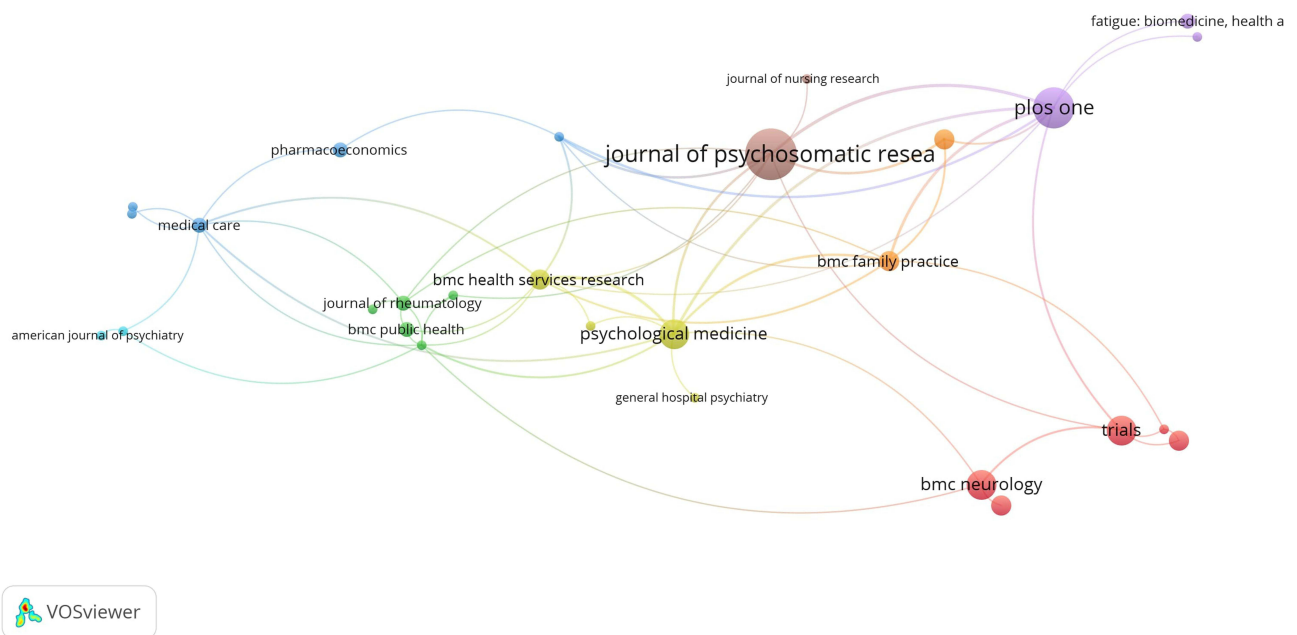 fatigue: biomedicine, health a
journal of nursing research
plos one
pharmacoeconomics
journal of psychosomatic resea
medical care
bmc family practice
bmc health services research
journal of rheumatology
bmc public health
american journal of psychiatry
psychological medicine
general hospital psychiatry
trials
bmc neurology
VOSviewer